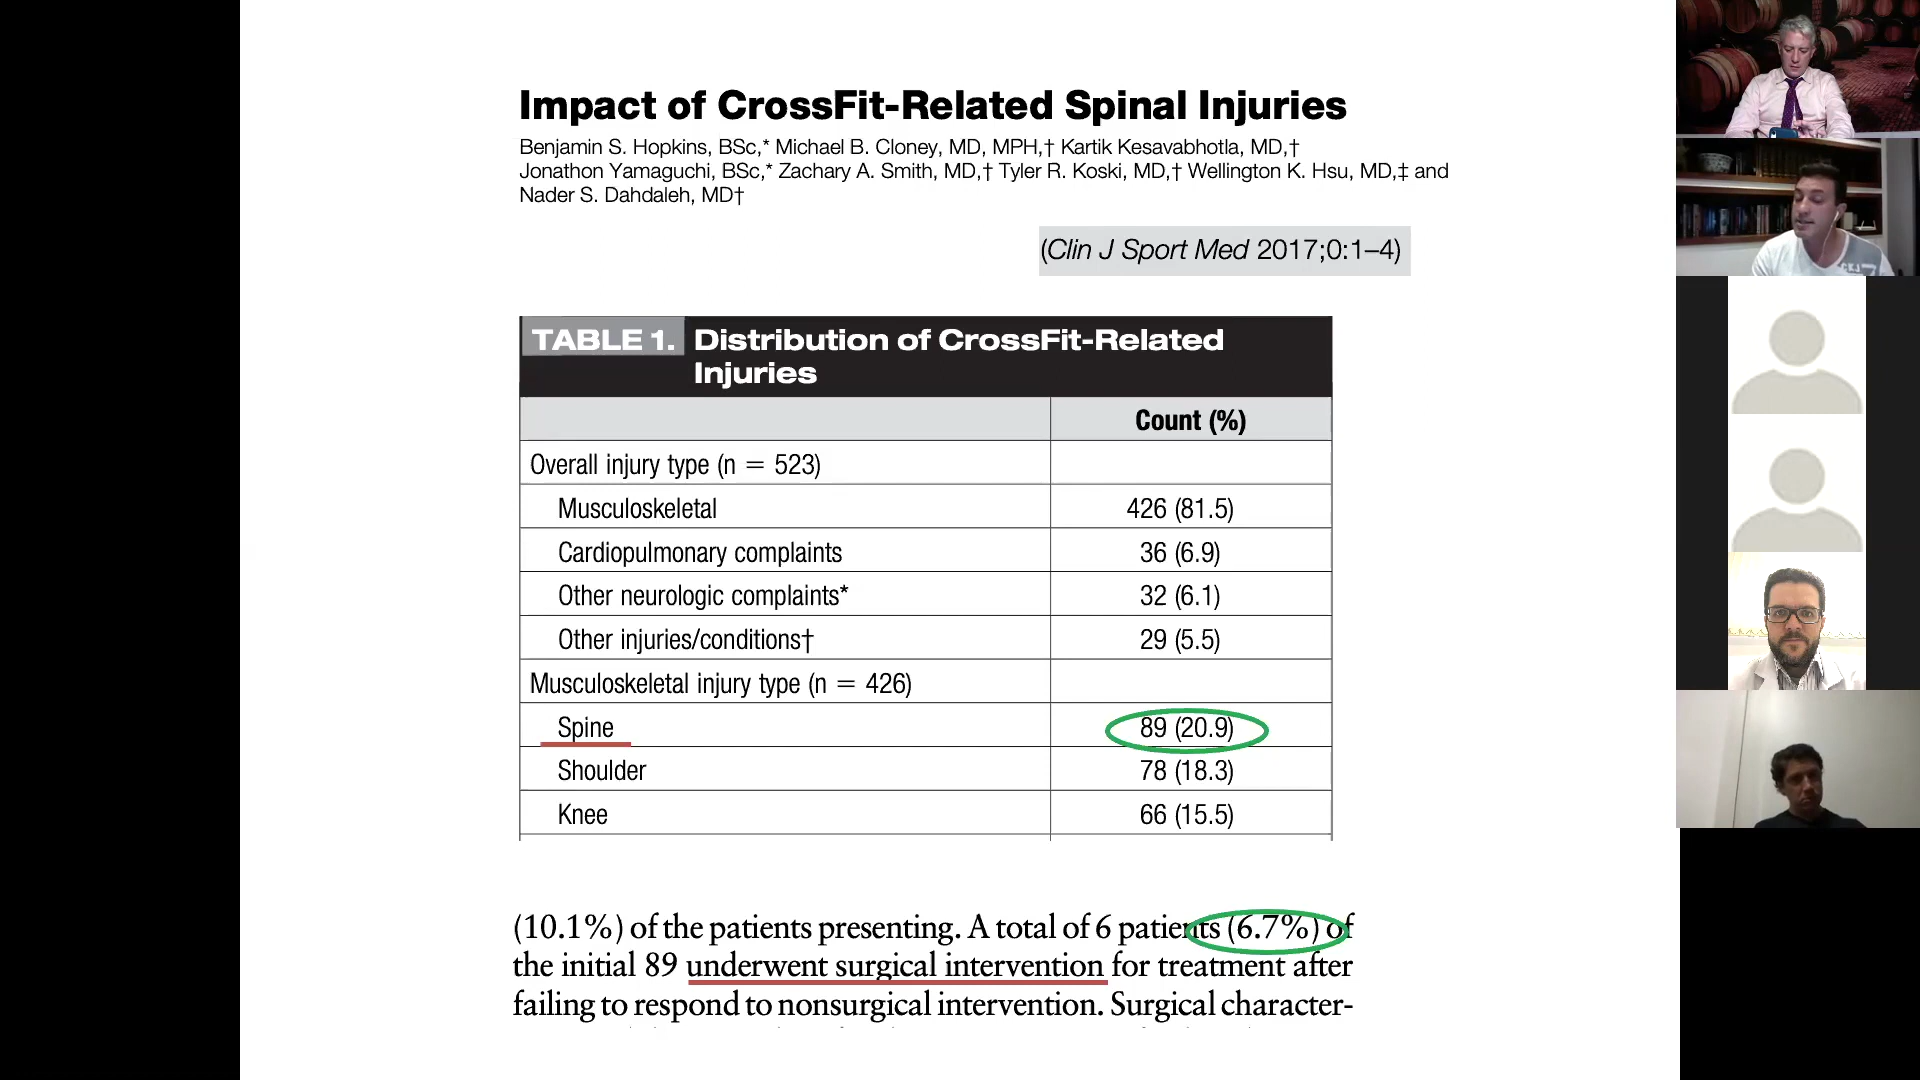 Impact of CrossFit-Related Spinal Injuries
Benjamin S. Hopkins, BSc,* Michael B. Cloney, MD, MPH,† Kartik Kesavabhotla, MD,†
Jonathon Yamaguchi, BSc,* Zachary A. Smith, MD,† Tyler R. Koski, MD,† Wellington K. Hsu, MD,‡ and
Nader S. Dahdaleh, MD†
(Clin J Sport Med 2017;0:1–4)
TABLE 1. Distribution of CrossFit-Related
Injuries
Count (%)
Overall injury type (n = 523)
Musculoskeletal 426 (81.5)
Cardiopulmonary complaints 36 (6.9)
Other neurologic complaints* 32 (6.1)
Other injuries/conditions† 29 (5.5)
Musculoskeletal injury type (n = 426)
Spine 89 (20.9)
Shoulder 78 (18.3)
Knee 66 (15.5)
(10.1%) of the patients presenting. A total of 6 patients (6.7%) of
the initial 89 underwent surgical intervention for treatment after
failing to respond to nonsurgical intervention. Surgical character-